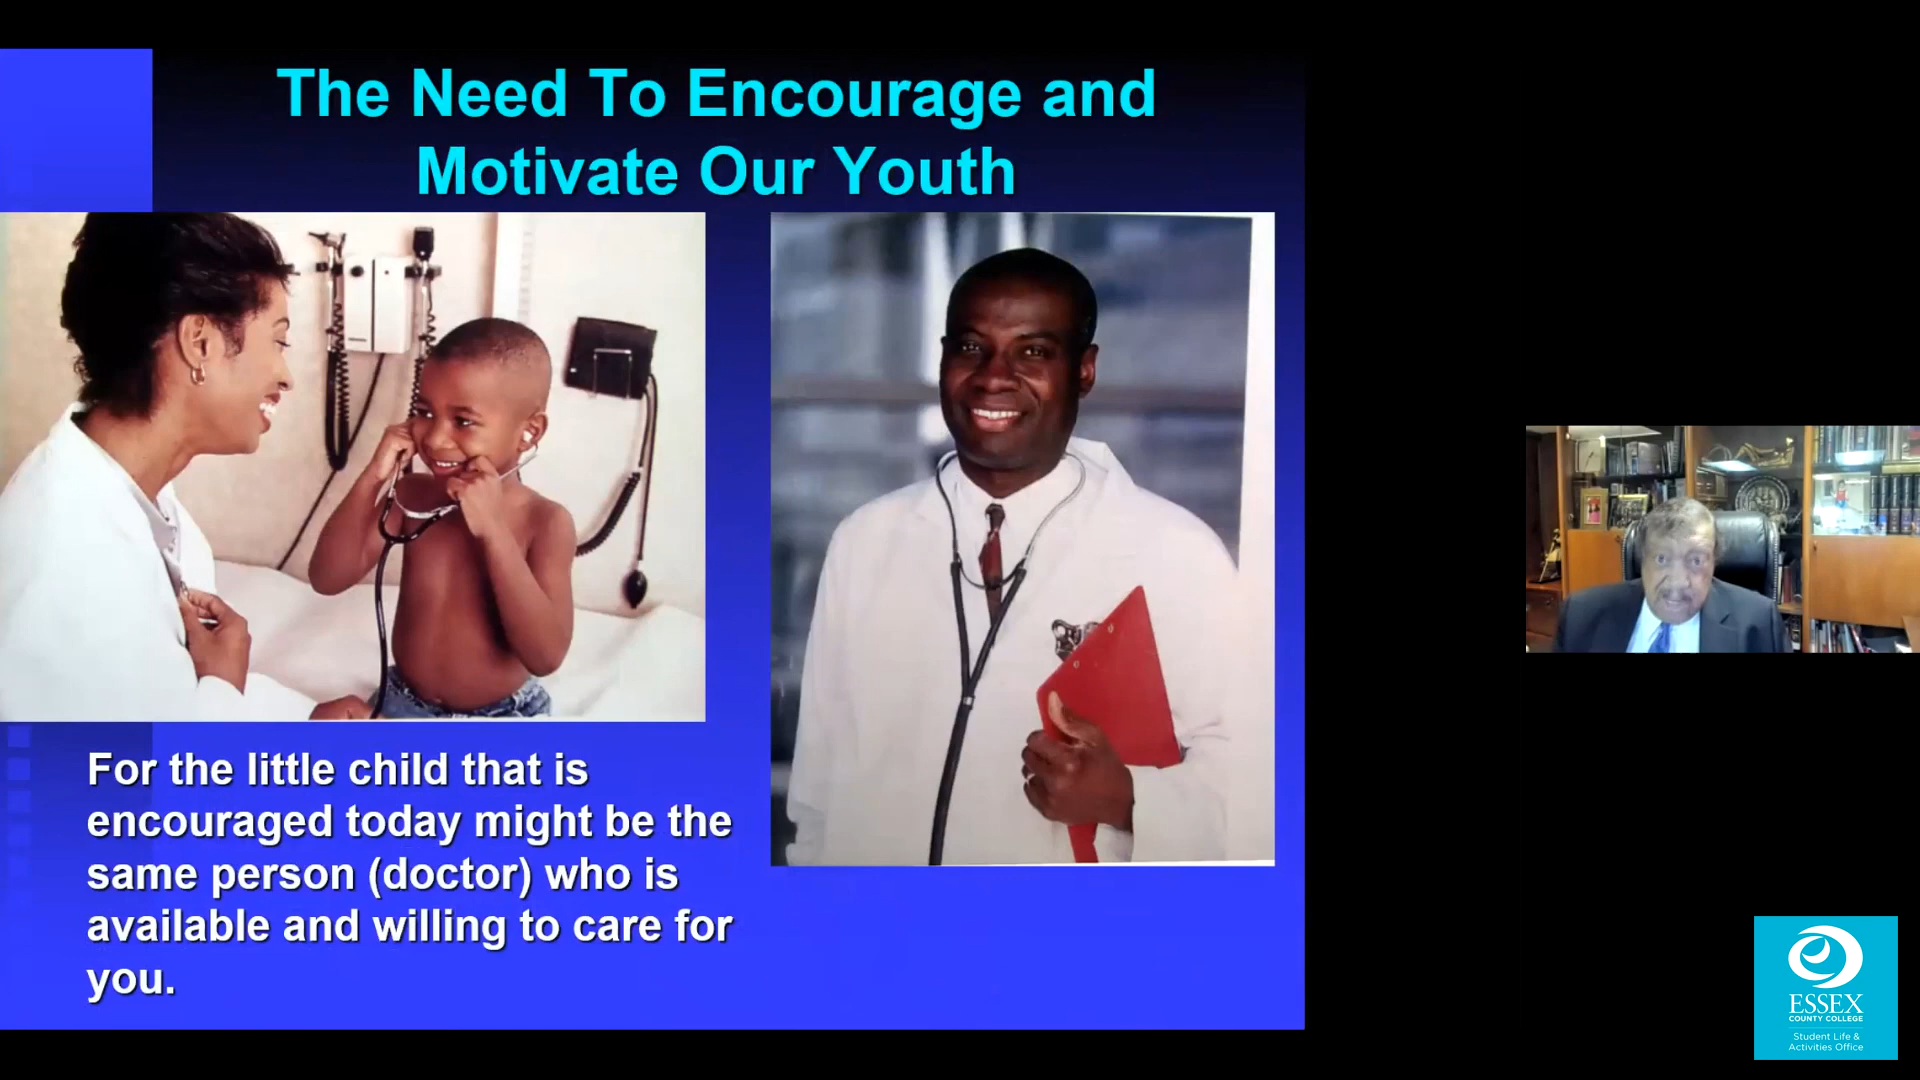 The Need To Encourage and
Motivate Our Youth
For the little child that is
encouraged today might be the
same person (doctor) who is
available and willing to care for
you.
ESSEX
COUNTY COLLEGE
Student Life &
Activities Office